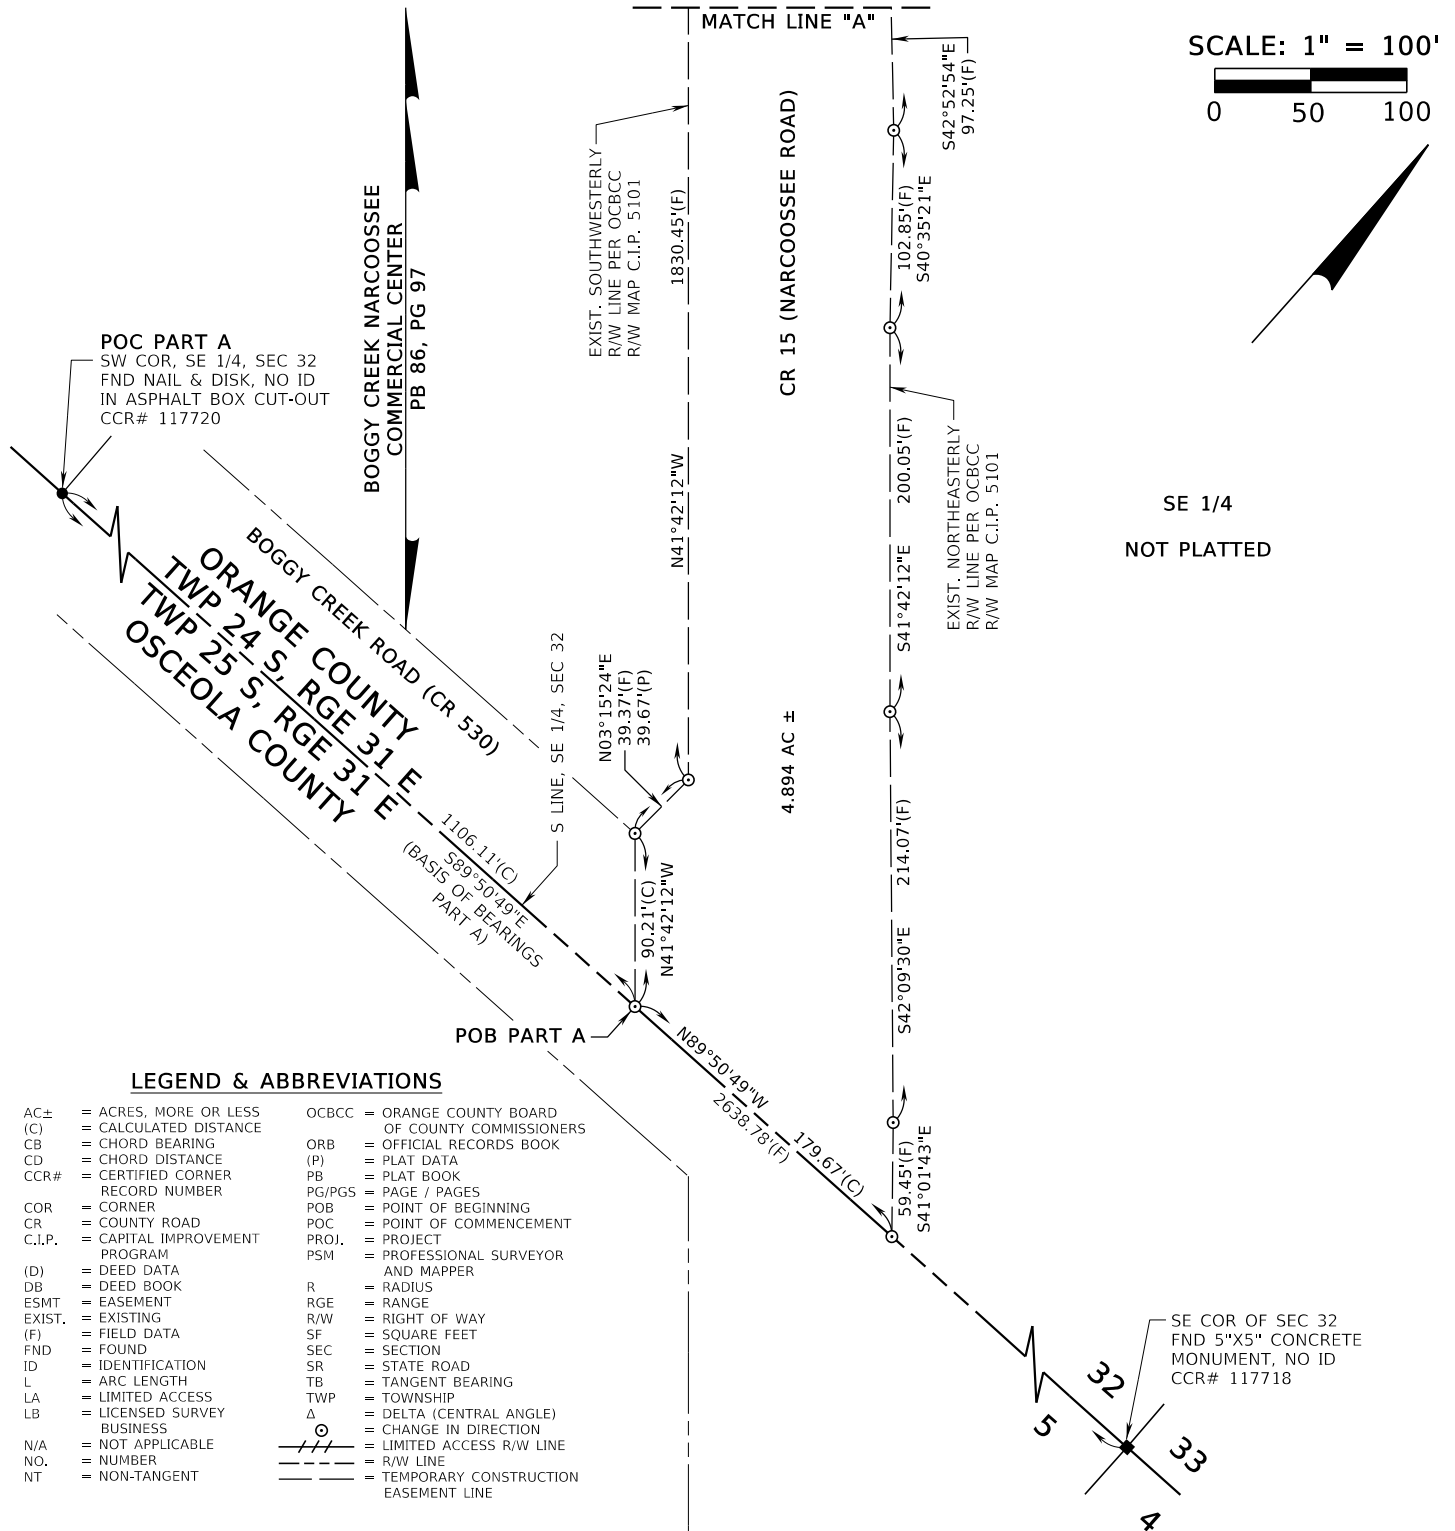 MATCH LINE "A"
SCALE: 1" = 100'
0 50 100
S42°52'54"E
97.25'(F)
102.85'(F)
S40°35'21"E
CR 15 (NARCOOSSEE ROAD)
EXIST. SOUTHWESTERLY
R/W LINE PER OCBCC
R/W MAP C.I.P. 5101
1830.45'(F)
N41°42'12"W
BOGGY CREEK NARCOOSSEE
COMMERCIAL CENTER
PB 86, PG 97
POC PART A
SW COR, SE 1/4, SEC 32
FND NAIL & DISK, NO ID
IN ASPHALT BOX CUT-OUT
CCR# 117720
200.05'(F)
S41°42'12"E
EXIST. NORTHEASTERLY
R/W LINE PER OCBCC
R/W MAP C.I.P. 5101
SE 1/4
NOT PLATTED
BOGGY CREEK ROAD (CR 530)
ORANGE COUNTY
TWP 24 S, RGE 31 E
TWP 25 S, RGE 31 E
OSCEOLA COUNTY
S LINE, SE 1/4, SEC 32
N03°15'24"E
39.37'(F)
39.67'(P)
4.894 AC ±
1106.11'(C)
S89°50'49"E
(BASIS OF BEARINGS
PART A)
90.21'(C)
N41°42'12"W
214.07'(F)
S42°09'30"E
POB PART A
N89°50'49"W
2638.78'(F)
179.67'(C)
59.45'(F)
S41°01'43"E
LEGEND & ABBREVIATIONS
AC± = ACRES, MORE OR LESS
(C) = CALCULATED DISTANCE
CB = CHORD BEARING
CD = CHORD DISTANCE
CCR# = CERTIFIED CORNER
RECORD NUMBER
COR = CORNER
CR = COUNTY ROAD
C.I.P. = CAPITAL IMPROVEMENT
PROGRAM
(D) = DEED DATA
DB = DEED BOOK
ESMT = EASEMENT
EXIST. = EXISTING
(F) = FIELD DATA
FND = FOUND
ID = IDENTIFICATION
L = ARC LENGTH
LA = LIMITED ACCESS
LB = LICENSED SURVEY
BUSINESS
N/A = NOT APPLICABLE
NO. = NUMBER
NT = NON-TANGENT
OCBCC = ORANGE COUNTY BOARD
OF COUNTY COMMISSIONERS
ORB = OFFICIAL RECORDS BOOK
(P) = PLAT DATA
PB = PLAT BOOK
PG/PGS = PAGE / PAGES
POB = POINT OF BEGINNING
POC = POINT OF COMMENCEMENT
PROJ. = PROJECT
PSM = PROFESSIONAL SURVEYOR
AND MAPPER
R = RADIUS
RGE = RANGE
R/W = RIGHT OF WAY
SF = SQUARE FEET
SEC = SECTION
SR = STATE ROAD
TB = TANGENT BEARING
TWP = TOWNSHIP
Δ = DELTA (CENTRAL ANGLE)
= CHANGE IN DIRECTION
= LIMITED ACCESS R/W LINE
= R/W LINE
= TEMPORARY CONSTRUCTION
EASEMENT LINE
SE COR OF SEC 32
FND 5"X5" CONCRETE
MONUMENT, NO ID
CCR# 117718
32
5
33
4